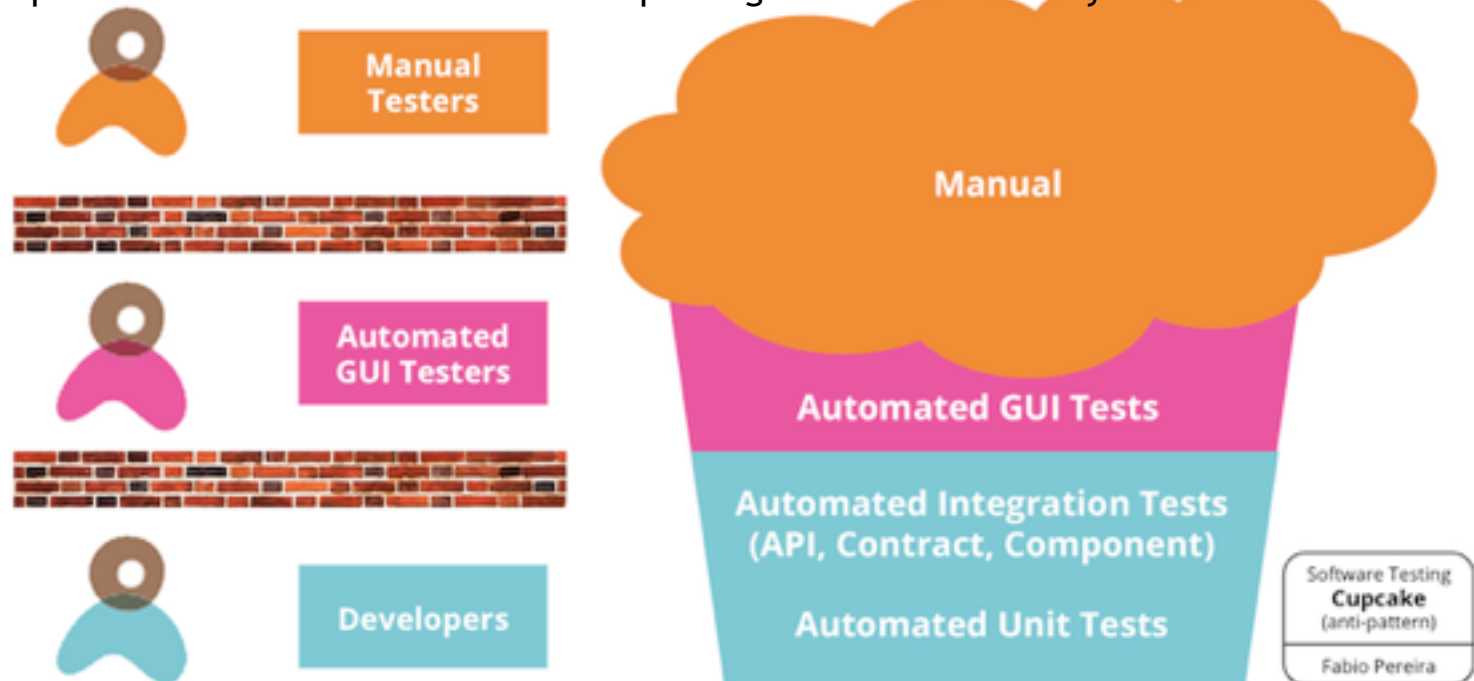 Manual
Testers
Manual
Automated
GUI Testers
Automated GUI Tests
Automated Integration Tests
(API, Contract, Component)
Developers
Automated Unit Tests
Software Testing
Cupcake
(anti-pattern)
Fabio Pereira